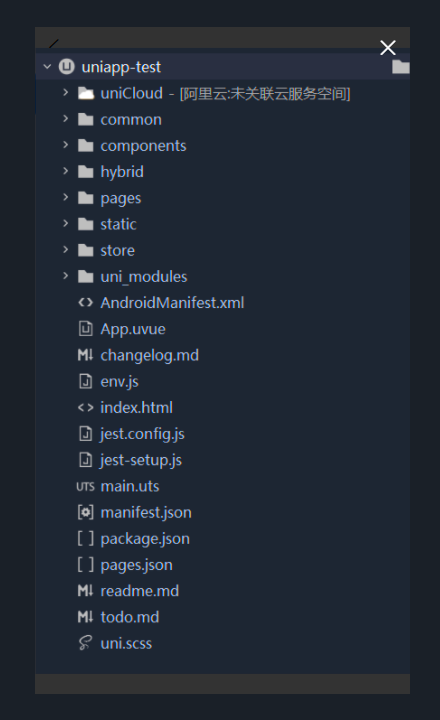 uniapp-test
uniCloud - [阿里云:未关联云服务空间]
common
components
hybrid
pages
static
store
uni_modules
AndroidManifest.xml
App.uvue
changelog.md
env.js
index.html
jest.config.js
jest-setup.js
UTS main.uts
manifest.json
package.json
pages.json
readme.md
todo.md
uni.scss